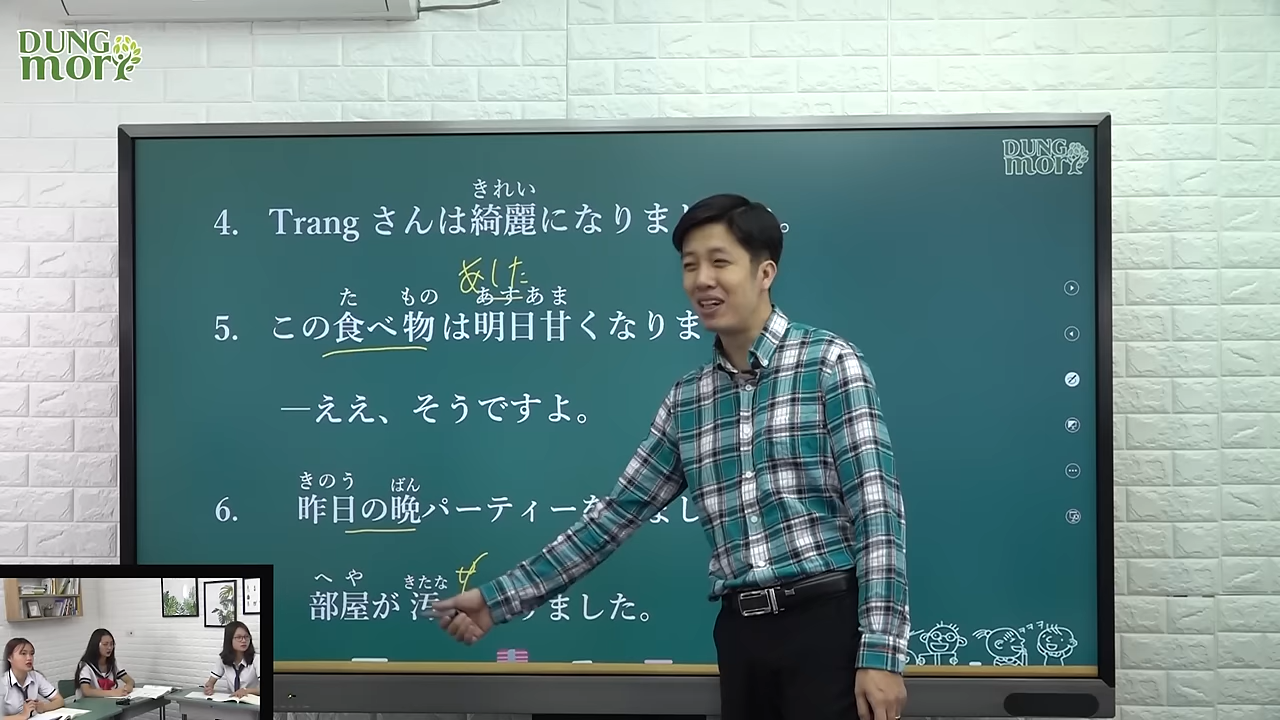 DUNG
mori
DUNG
mori
きれい
4. Trang さんは綺麗になりま
あした
た もの あすあま
5. この食べ物は明日甘くなりま
―ええ、そうですよ。
きのう ばん
6. 昨日の晩パーティーを まし
へや きたな
部屋が 汚 りました。